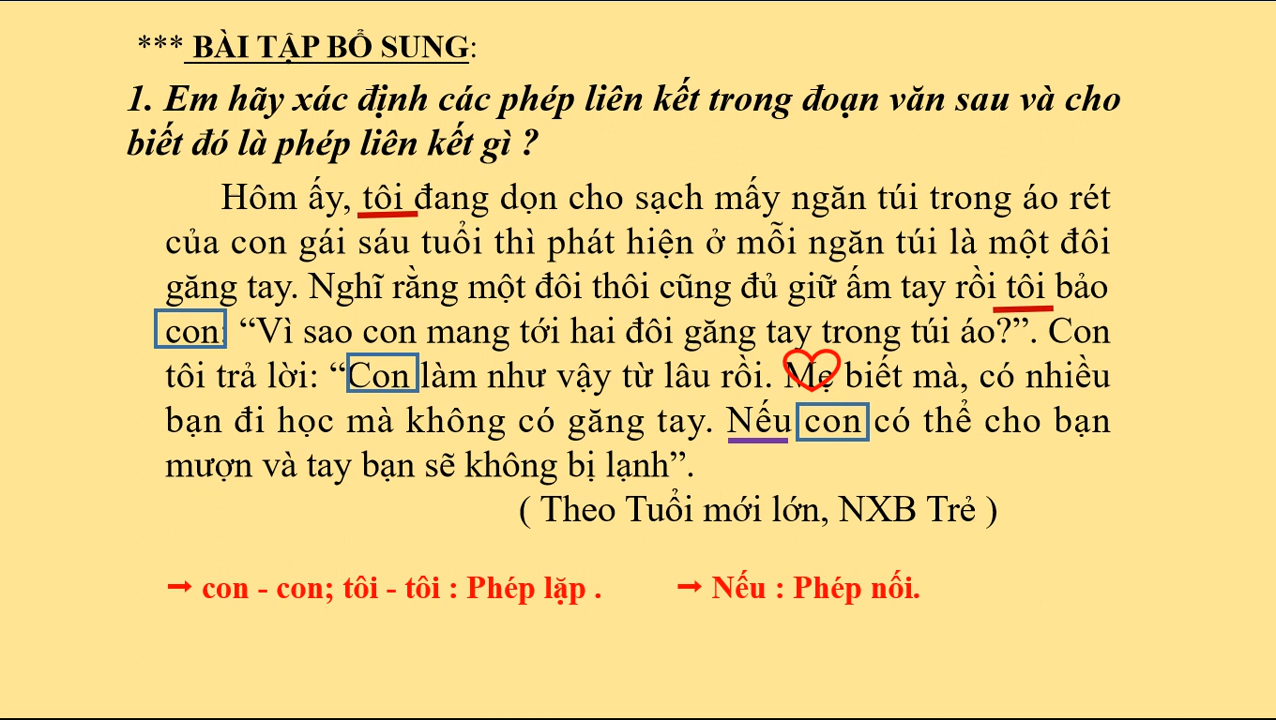 *** BÀI TẬP BỔ SUNG:
1. Em hãy xác định các phép liên kết trong đoạn văn sau và cho
biết đó là phép liên kết gì ?
Hôm ấy, tôi đang dọn cho sạch mấy ngăn túi trong áo rét
của con gái sáu tuổi thì phát hiện ở mỗi ngăn túi là một đôi
găng tay. Nghĩ rằng một đôi thôi cũng đủ giữ ấm tay rồi tôi bảo
con: “Vì sao con mang tới hai đôi găng tay trong túi áo?”. Con
tôi trả lời: “Con làm như vậy từ lâu rồi. Mẹ biết mà, có nhiều
bạn đi học mà không có găng tay. Nếu con có thể cho bạn
mượn và tay bạn sẽ không bị lạnh”.
( Theo Tuổi mới lớn, NXB Trẻ )
➞ con - con; tôi - tôi : Phép lặp . ➞ Nếu : Phép nối.